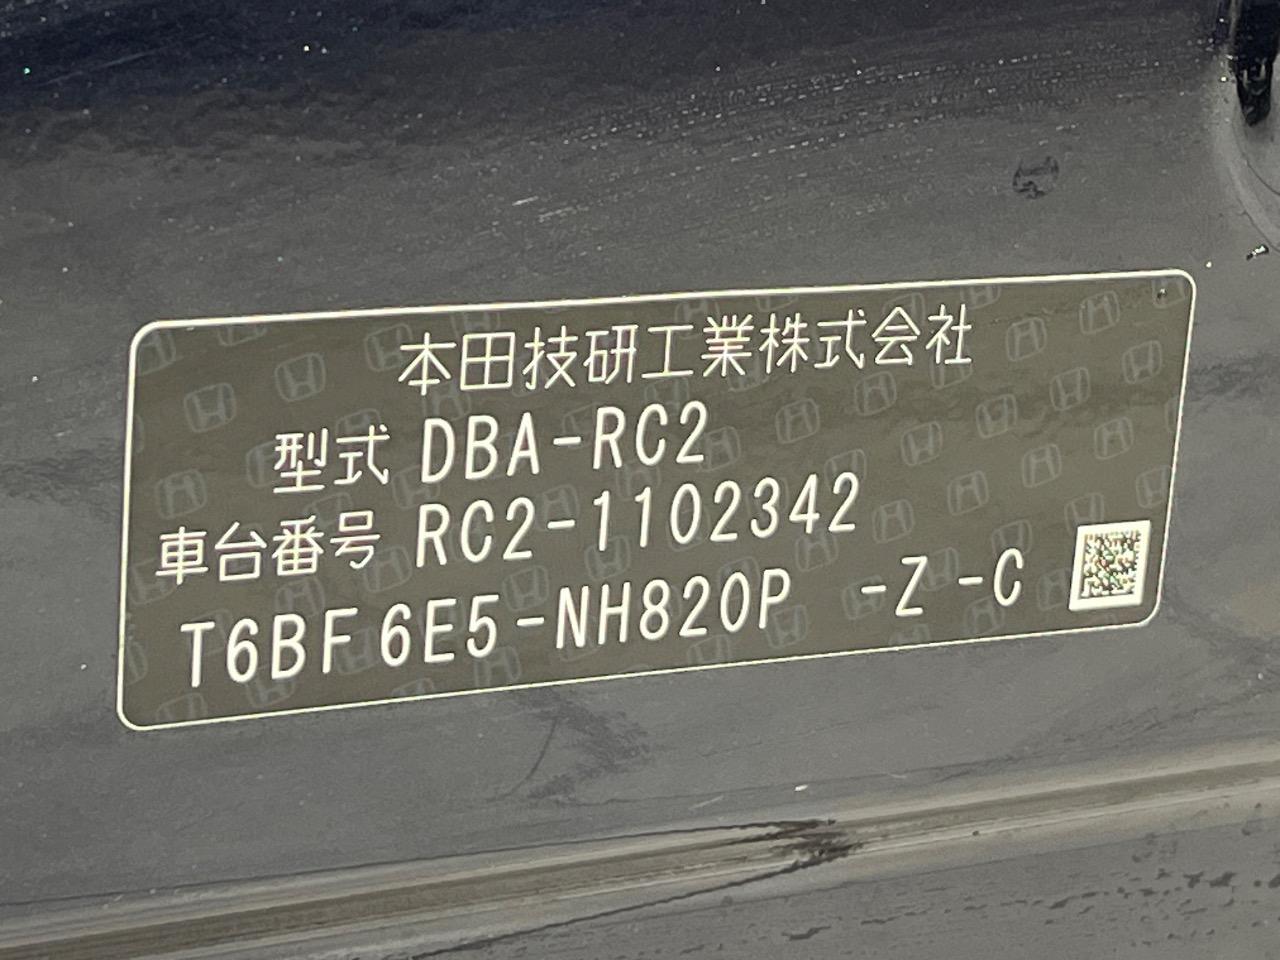 本田技研工業株式会社
型式 DBA-RC2
車台番号 RC2-1102342
T6BF6E5-NH820P -Z-C